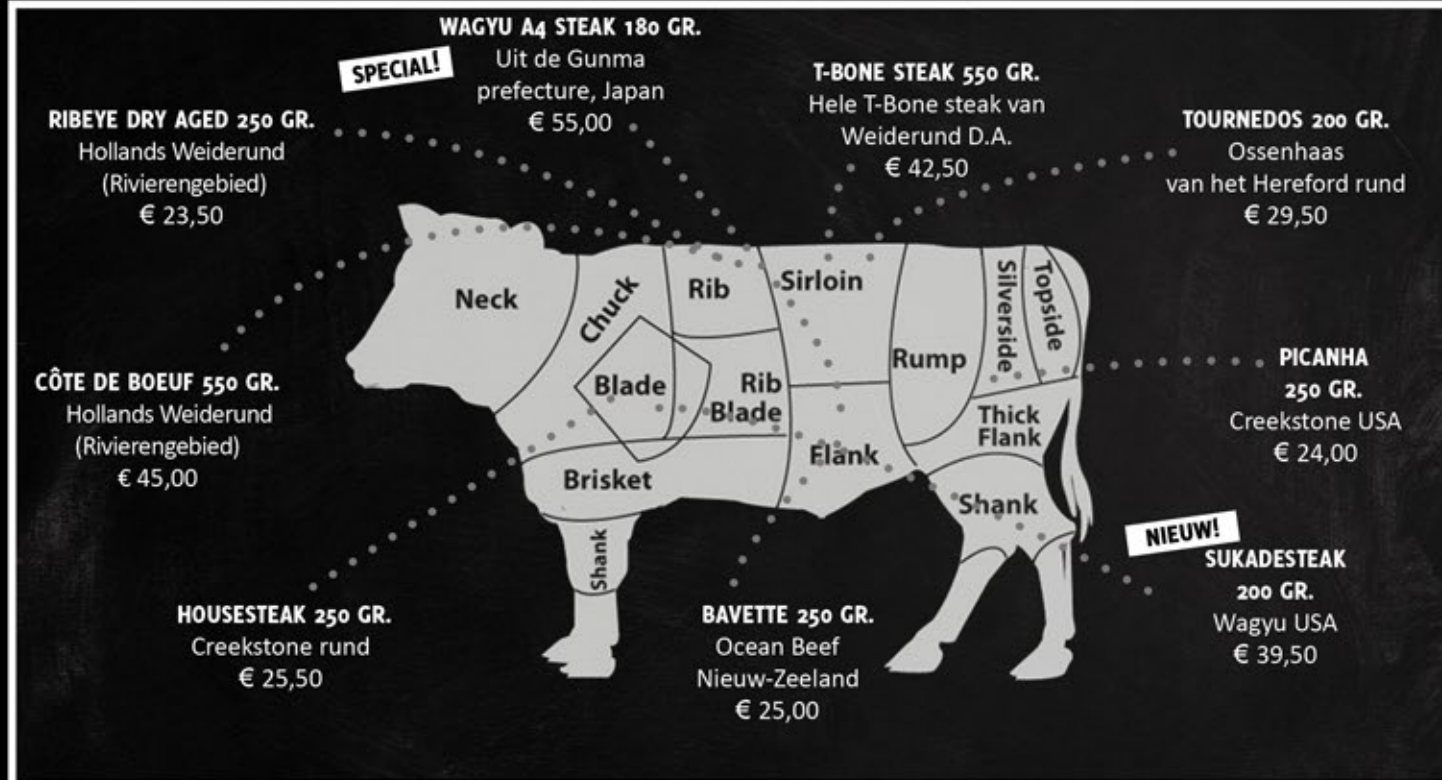 WAGYU A4 STEAK 180 GR.
Uit de Gunma
prefecture, Japan
€ 55,00
SPECIAL!
T-BONE STEAK 550 GR.
Hele T-Bone steak van
Weiderund D.A.
€ 42,50
RIBEYE DRY AGED 250 GR.
Hollands Weiderund
(Rivierengebied)
€ 23,50
TOURNEDOS 200 GR.
Ossenhaas
van het Hereford rund
€ 29,50
Neck
Chuck
Rib
Sirloin
Rump
Silverside
Topside
Blade
Rib
Blade
Thick
Flank
Flank
Brisket
Shank
Shank
CÔTE DE BOEUF 550 GR.
Hollands Weiderund
(Rivierengebied)
€ 45,00
PICANHA
250 GR.
Creekstone USA
€ 24,00
NIEUW!
SUKADESTEAK
200 GR.
Wagyu USA
€ 39,50
HOUSESTEAK 250 GR.
Creekstone rund
€ 25,50
BAVETTE 250 GR.
Ocean Beef
Nieuw-Zeeland
€ 25,00